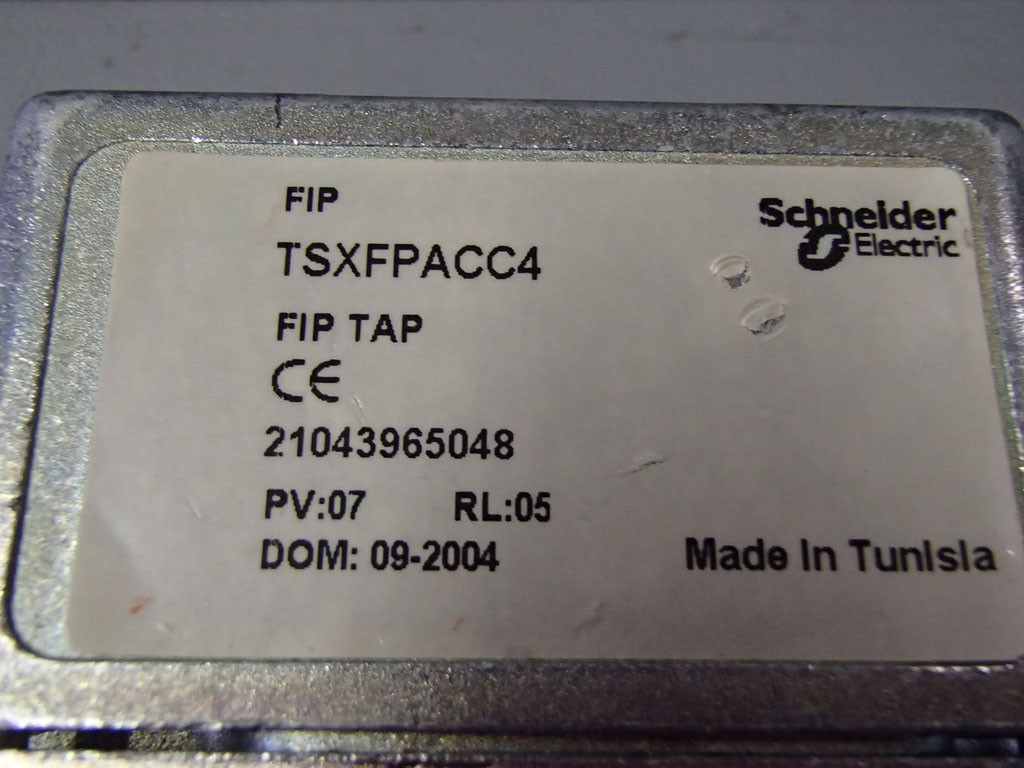 FIP
Schneider
Electric
TSXFPACC4
FIP TAP
CE
21043965048
PV:07 RL:05
DOM: 09-2004
Made in Tunisia